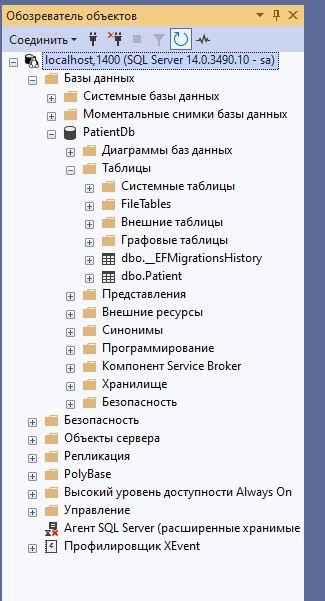 Обозреватель объектов
Соединить
localhost,1400 (SQL Server 14.0.3490.10 - sa)
Базы данных
Системные базы данных
Моментальные снимки базы данных
PatientDb
Диаграммы баз данных
Таблицы
Системные таблицы
FileTables
Внешние таблицы
Графовые таблицы
dbo.__EFMigrationsHistory
dbo.Patient
Представления
Внешние ресурсы
Синонимы
Программирование
Компонент Service Broker
Хранилище
Безопасность
Безопасность
Объекты сервера
Репликация
PolyBase
Высокий уровень доступности Always On
Управление
Агент SQL Server (расширенные хранимые
Профилировщик XEvent